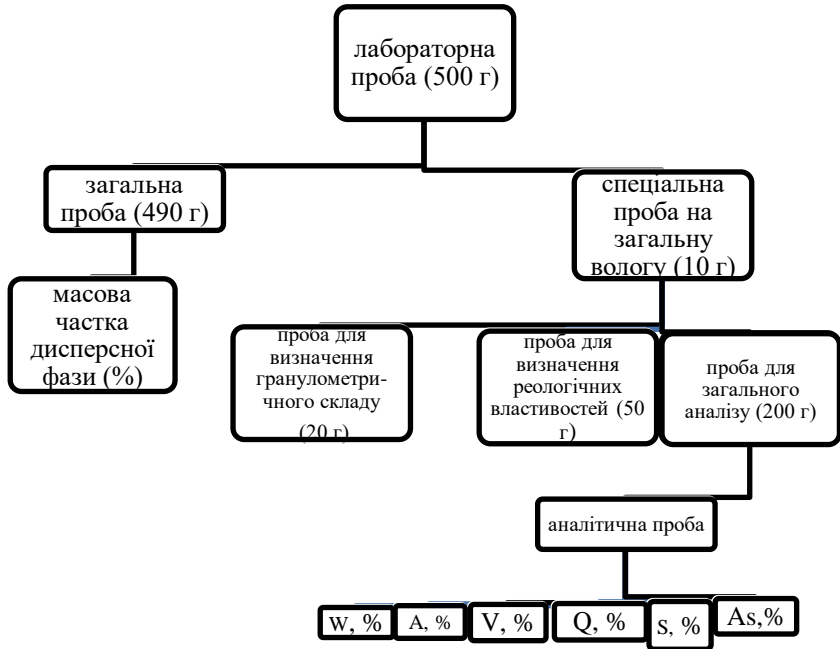 лабораторна
проба (500 г)
загальна
проба (490 г)
спеціальна
проба на
загальну
вологу (10 г)
масова
частка
дисперсної
фази (%)
проба для
визначення
гранулометри-
чного складу
(20 г)
проба для
визначення
реологічних
властивостей (50
г)
проба для
загального
аналізу (200 г)
аналітична проба
W, %
A, %
V, %
Q, %
S, %
As,%